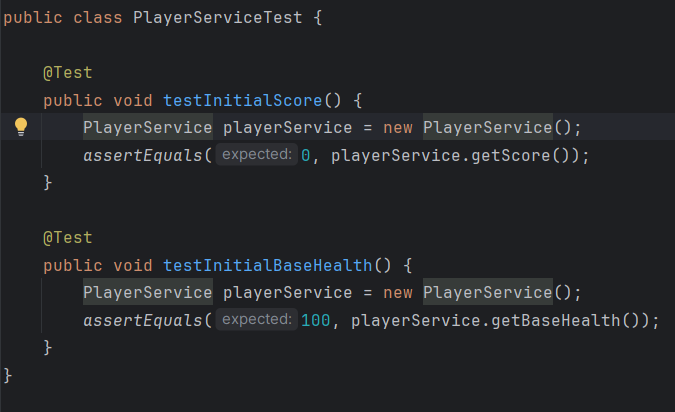 public class PlayerServiceTest {
@Test
public void testInitialScore() {
PlayerService playerService = new PlayerService();
assertEquals( expected: 0, playerService.getScore());
}
@Test
public void testInitialBaseHealth() {
PlayerService playerService = new PlayerService();
assertEquals( expected: 100, playerService.getBaseHealth());
}
}